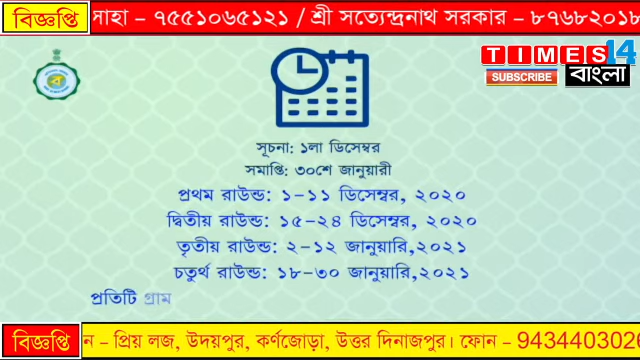 বিজ্ঞপ্তি
সাহা – ৭৫৫১০৬৫১২১ / শ্রী সত্যেন্দ্রনাথ সরকার – ৮৭৬৮২০১৮
TIMES 14
SUBSCRIBE
বাংলা
সূচনা: ১লা ডিসেম্বর
সমাপ্তি: ৩০শে জানুয়ারী
প্রথম রাউন্ড: ১-১১ ডিসেম্বর, ২০২০
দ্বিতীয় রাউন্ড: ১৫-২৪ ডিসেম্বর, ২০২০
তৃতীয় রাউন্ড: ২-১২ জানুয়ারি,২০২১
চতুর্থ রাউন্ড: ১৮-৩০ জানুয়ারি,২০২১
প্রতিটি গ্রাম
বিজ্ঞপ্তি
ন – প্রিয় লজ, উদয়পুর, কর্ণজোড়া, উত্তর দিনাজপুর। ফোন – 943440302